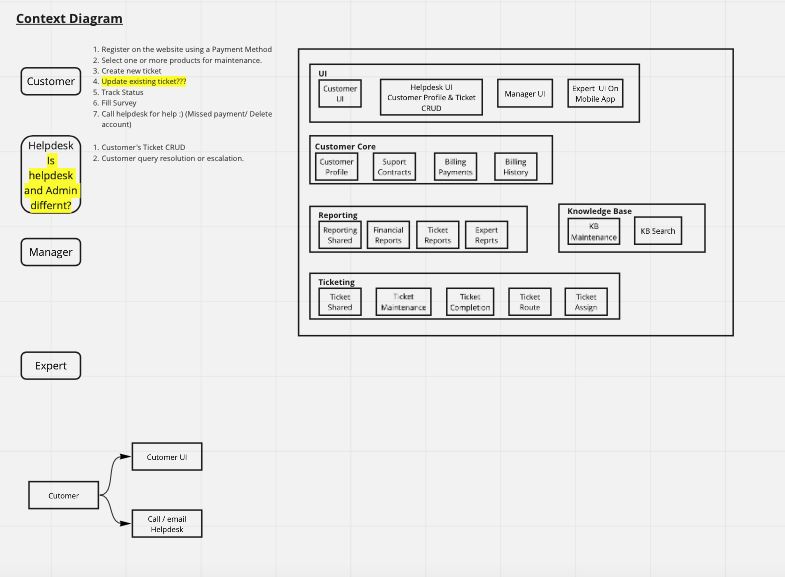 Context Diagram
Customer
1. Register on the website using a Payment Method
2. Select one or more products for maintenance.
3. Create new ticket
4. Update existing ticket???
5. Track Status
6. Fill Survey
7. Call helpdesk for help :) (Missed payment/ Delete
account)
Helpdesk
Is
helpdesk
and Admin
differnt?
1. Customer's Ticket CRUD
2. Customer query resolution or escalation.
Manager
Expert
Cutomer
Cutomer UI
Call / email
Helpdesk
UI
Customer
UI
Helpdesk UI
Customer Profile & Ticket
CRUD
Manager UI
Expert UI On
Mobile App
Customer Core
Customer
Profile
Suport
Contracts
Billing
Payments
Billing
History
Reporting
Reporting
Shared
Financial
Reports
Ticket
Reports
Expert
Reprts
Knowledge Base
KB
Maintenance
KB Search
Ticketing
Ticket
Shared
Ticket
Maintenance
Ticket
Completion
Ticket
Route
Ticket
Assign